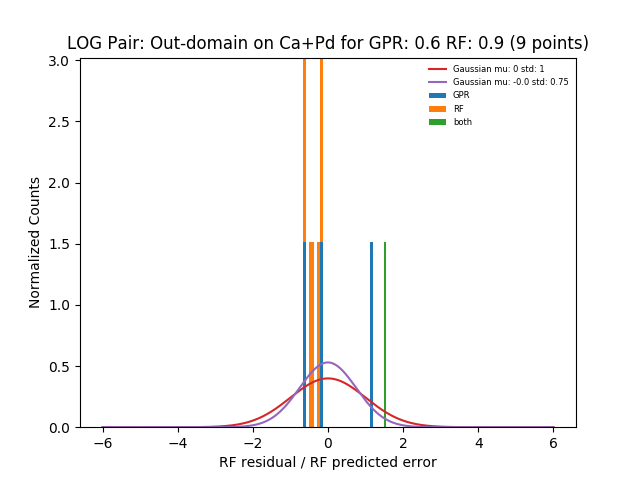 LOG Pair: Out-domain on Ca+Pd for GPR: 0.6 RF: 0.9 (9 points)
Gaussian mu: 0 std: 1
Gaussian mu: -0.0 std: 0.75
GPR
RF
both
Normalized Counts
3.0
2.5
2.0
1.5
1.0
0.5
0.0
−6 −4 −2 0 2 4 6
RF residual / RF predicted error